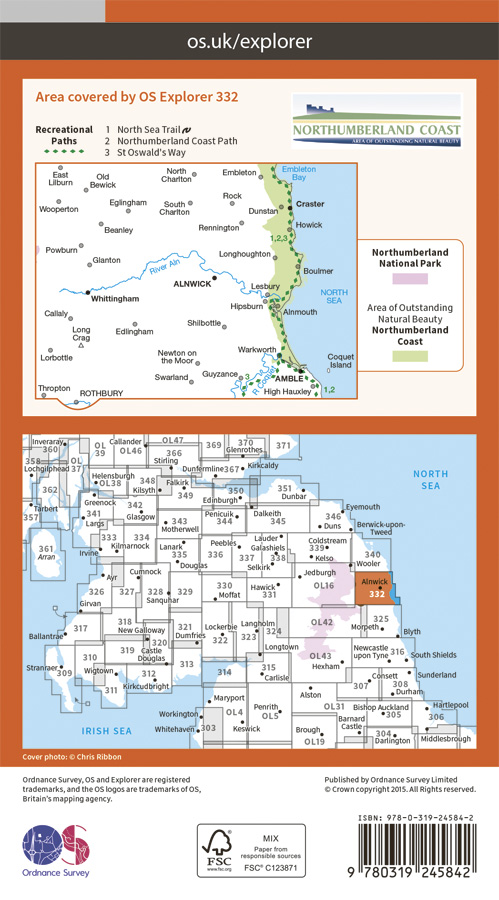 os.uk/explorer
Area covered by OS Explorer 332
NORTHUMBERLAND COAST
AREA OF OUTSTANDING NATURAL BEAUTY
Recreational
Paths
1 North Sea Trail
2 Northumberland Coast Path
3 St Oswald's Way
East
Lilburn
Old
Bewick
North
Charlton
Embleton
Embleton
Bay
Wooperton
Eglingham
South
Charlton
Rock
Dunstan
Craster
Beanley
Rennington
Howick
1,2,3
Powburn
Glanton
River Aln
Longhoughton
Boulmer
ALNWICK
Whittingham
Lesbury
NORTH
SEA
Hipsburn
Alnmouth
Callaly
Long
Crag
Edlingham
Shilbottle
Lorbottle
Newton on
the Moor
Warkworth
Coquet
Island
Swarland
Guyzance
3
AMBLE
Thropton
ROTHBURY
High Hauxley
1,2
Northumberland
National Park
Area of Outstanding
Natural Beauty
Northumberland
Coast
Inveraray
360
OL
39
Callander
OL46
OL47
366
Stirling
369
370
Glenrothes
371
358
Lochgilphead
OL
37
Helensburgh
OL38
348
Kilsyth
Falkirk
349
Dunfermline
367
Kirkcaldy
NORTH
SEA
362
Tarbert
357
Greenock
341
Largs
342
Glasgow
350
Edinburgh
351
Dunbar
Penicuik
344
Dalkeith
345
346
Duns
Eyemouth
Berwick-upon-
Tweed
361
Arran
333
Irvine
334
Kilmarnock
343
Motherwell
Lanark
335
Douglas
Peebles
336
337
Lauder
Galashiels
338
Selkirk
Coldstream
339
Kelso
340
Wooler
Ayr
Cumnock
326
Girvan
327
328
Sanquhar
329
330
Moffat
Hawick
331
Jedburgh
OL16
Alnwick
332
Ballantrae
317
318
New Galloway
319
320
Castle
Douglas
321
Dumfries
Lockerbie
322
Langholm
323
324
OL42
325
Morpeth
Blyth
Stranraer
309
310
Wigtown
311
312
Kirkcudbright
313
314
Longtown
315
Carlisle
OL43
Hexham
Newcastle
upon Tyne
316
South Shields
Sunderland
Consett
307
308
Durham
Maryport
Workington
Whitehaven
303
OL4
Keswick
Penrith
OL5
Alston
OL31
Brough
OL19
Bishop Auckland
305
Barnard
Castle
304
Darlington
Hartlepool
306
Middlesbrough
IRISH SEA
Cover photo: © Chris Ribbon
Ordnance Survey, OS and Explorer are registered
trademarks, and the OS logos are trademarks of OS,
Britain's mapping agency.
Published by Ordnance Survey Limited
© Crown copyright 2015. All Rights reserved.
Ordnance Survey
FSC
www.fsc.org
MIX
Paper from
responsible sources
FSC® C123871
ISBN: 978-0-319-24584-2
9 780319 245842